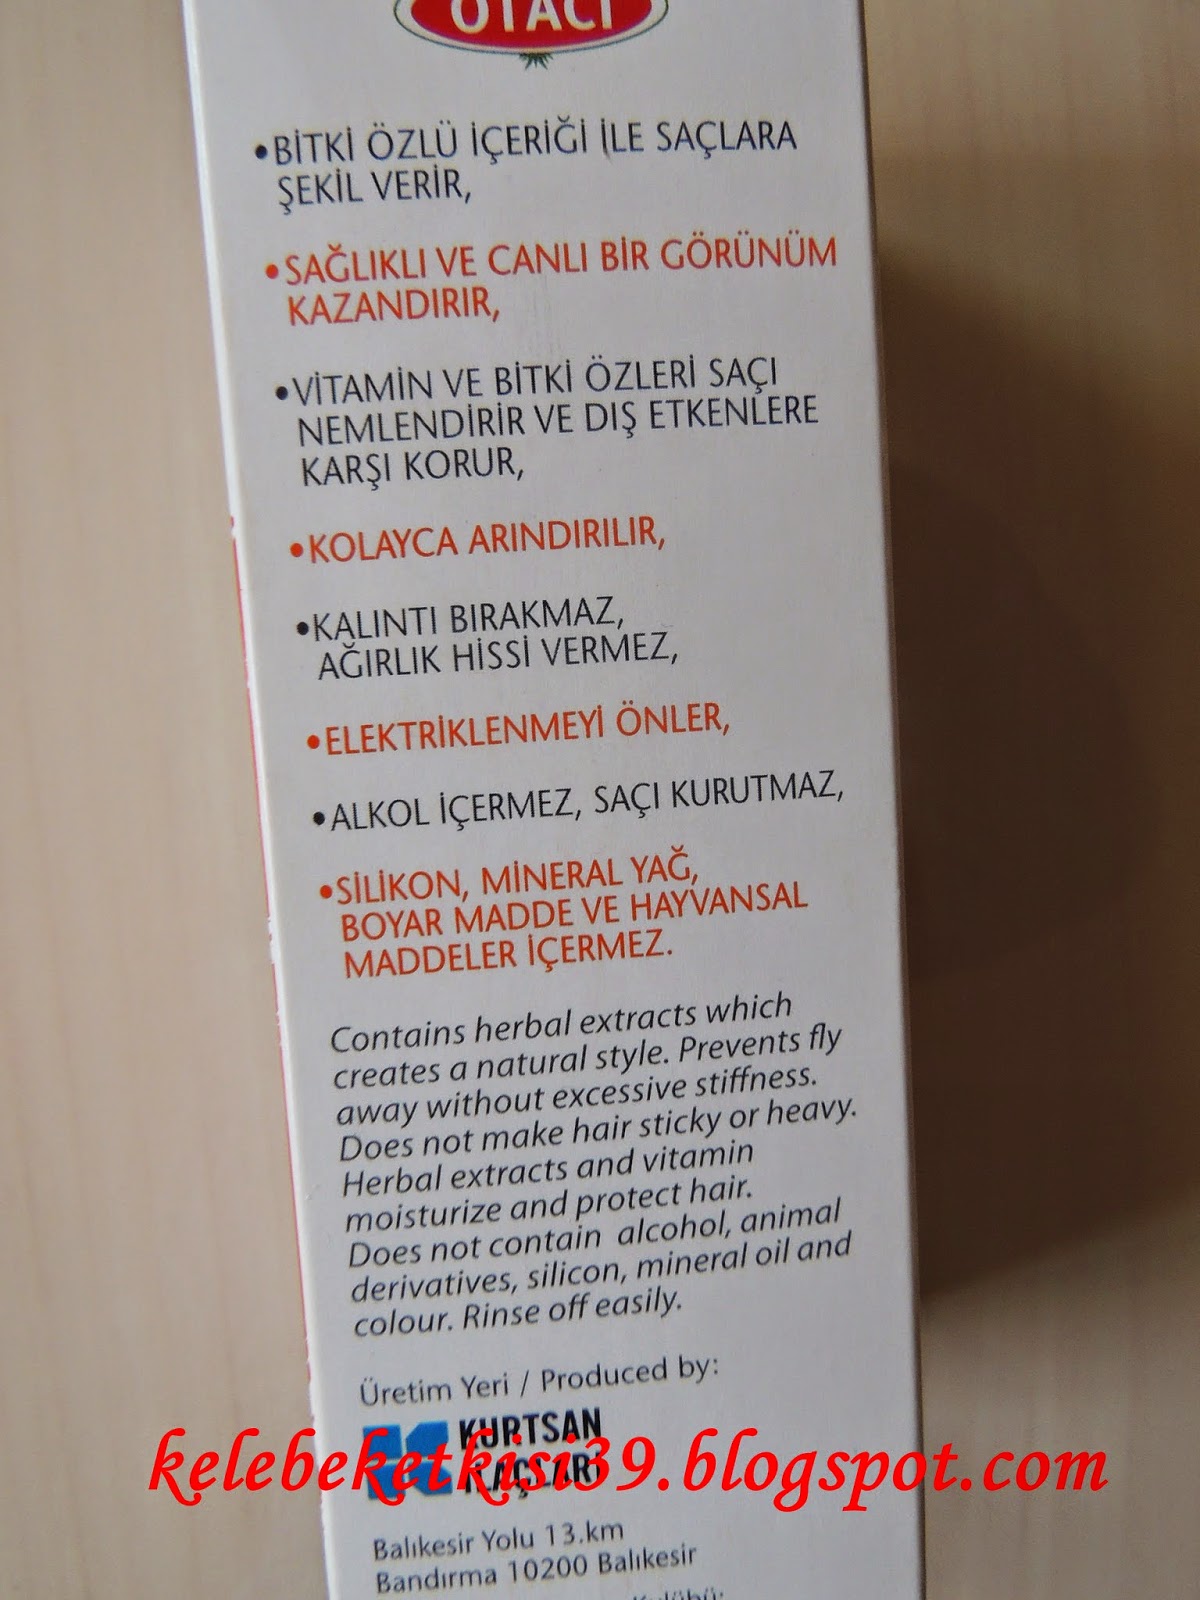 OTACI
•BİTKİ ÖZLÜ İÇERİĞİ İLE SAÇLARA
ŞEKİL VERİR,
•SAĞLIKLI VE CANLI BİR GÖRÜNÜM
KAZANDIRIR,
•VİTAMİN VE BİTKİ ÖZLERİ SAÇI
NEMLENDİRİR VE DIŞ ETKENLERE
KARŞI KORUR,
•KOLAYCA ARINDIRILIR,
•KALINTI BIRAKMAZ,
AĞIRLIK HİSSİ VERMEZ,
•ELEKTRİKLENMEYİ ÖNLER,
•ALKOL İÇERMEZ, SAÇI KURUTMAZ,
•SİLİKON, MİNERAL YAĞ,
BOYAR MADDE VE HAYVANSAL
MADDELER İÇERMEZ.
Contains herbal extracts which
creates a natural style. Prevents fly
away without excessive stiffness.
Does not make hair sticky or heavy.
Herbal extracts and vitamin
moisturize and protect hair.
Does not contain alcohol, animal
derivatives, silicon, mineral oil and
colour. Rinse off easily.
Üretim Yeri / Produced by:
KURTSAN
İLAÇLARI
kelebeketkisi39.blogspot.com
Balıkesir Yolu 13.km
Bandırma 10200 Balıkesir